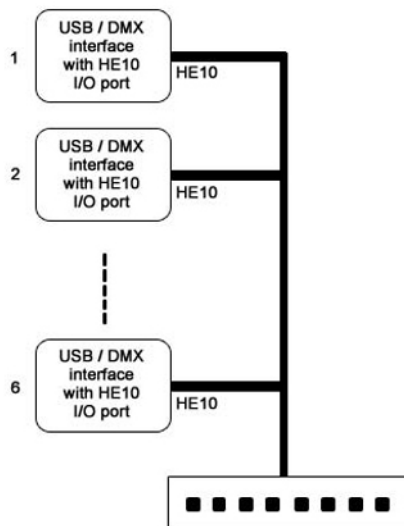 USB / DMX
interface
with HE10
I/O port
1
HE10
USB / DMX
interface
with HE10
I/O port
2
HE10
USB / DMX
interface
with HE10
I/O port
6
HE10